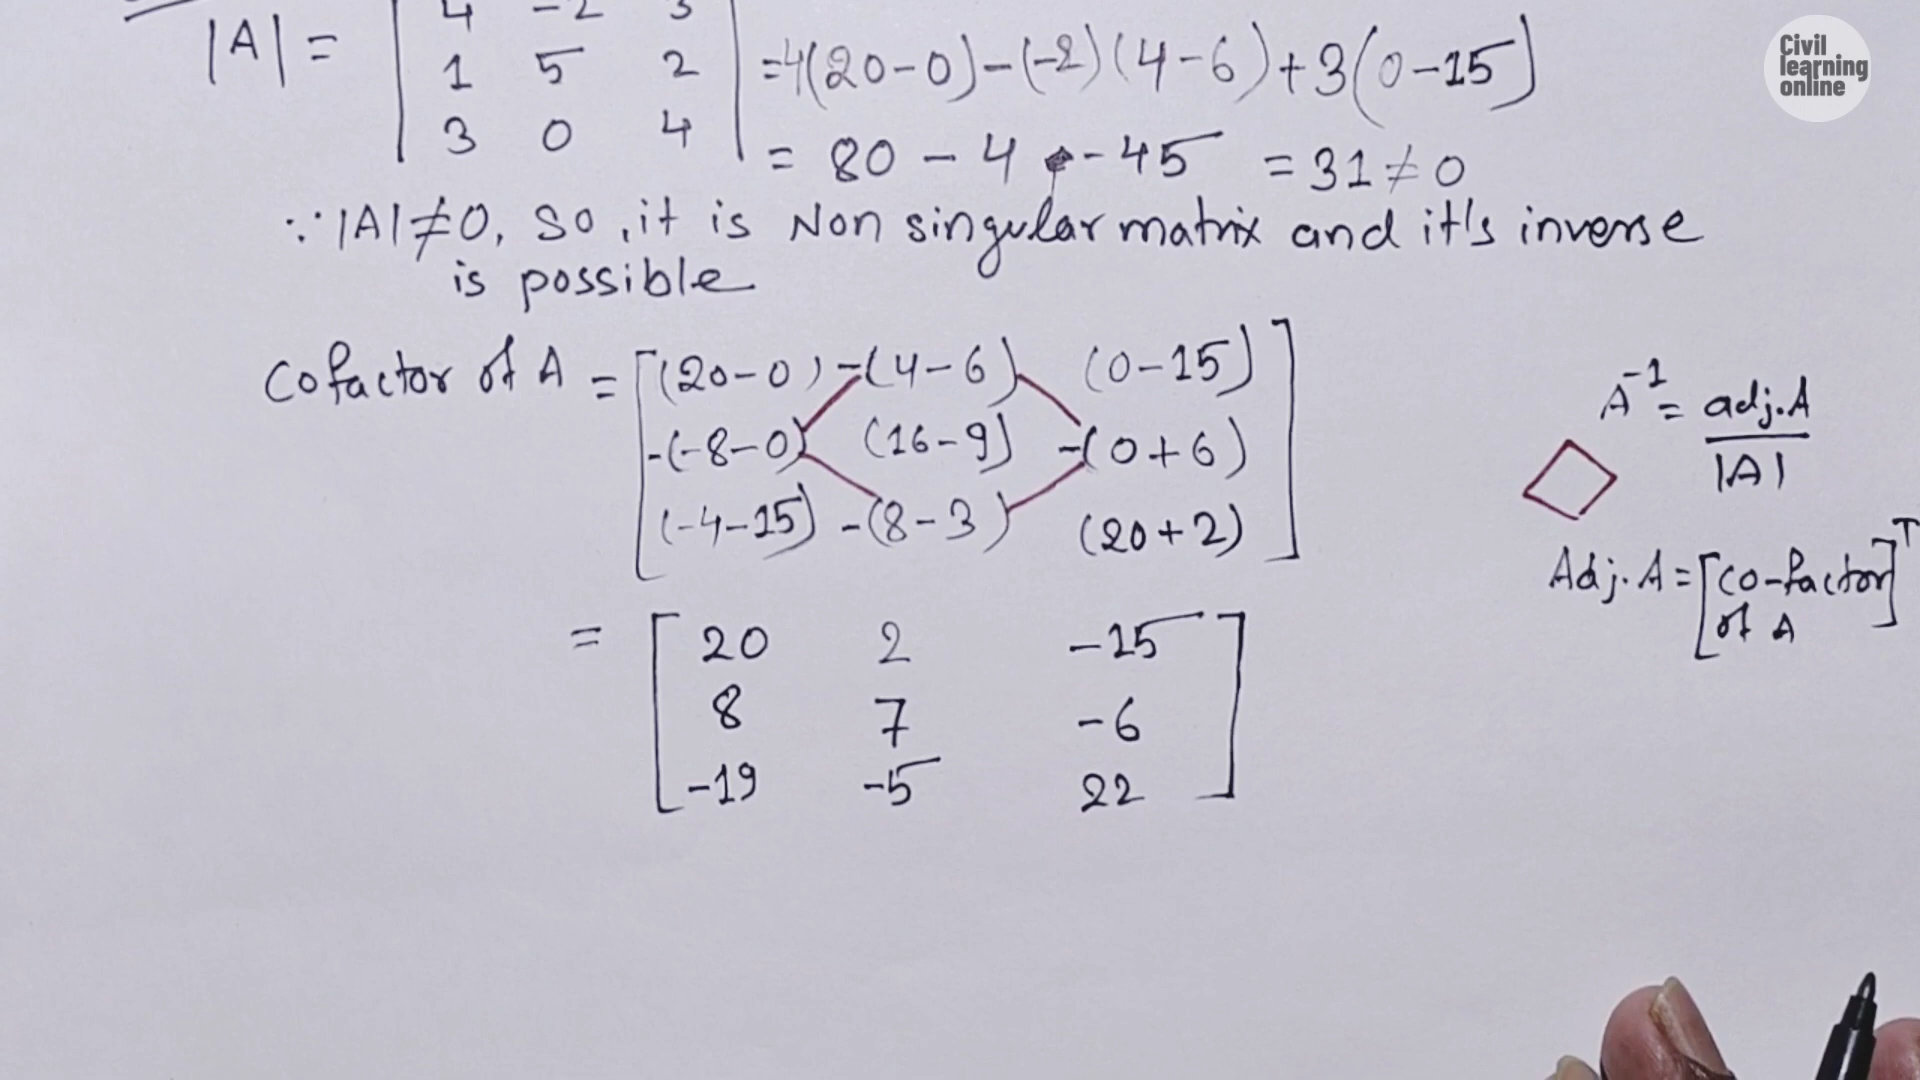 4 -2 3
|A| = 1 5 2 =4(20-0)-(-2)(4-6)+3(0-15)
3 0 4
= 80 - 4 - 45 = 31 ≠ 0
∵ |A| ≠ 0, So, it is Non singular matrix and it's inverse
is possible
Cofactor of A = [(20-0) -(4-6) (0-15)
-(-8-0) (16-9) -(0+6)
(-4-15) -(8-3) (20+2)]
= [20 2 -15
8 7 -6
-19 -5 22]
A⁻¹ = adj.A
|A|
Adj. A = [co-factor
of A]ᵀ
Civil
learning
online